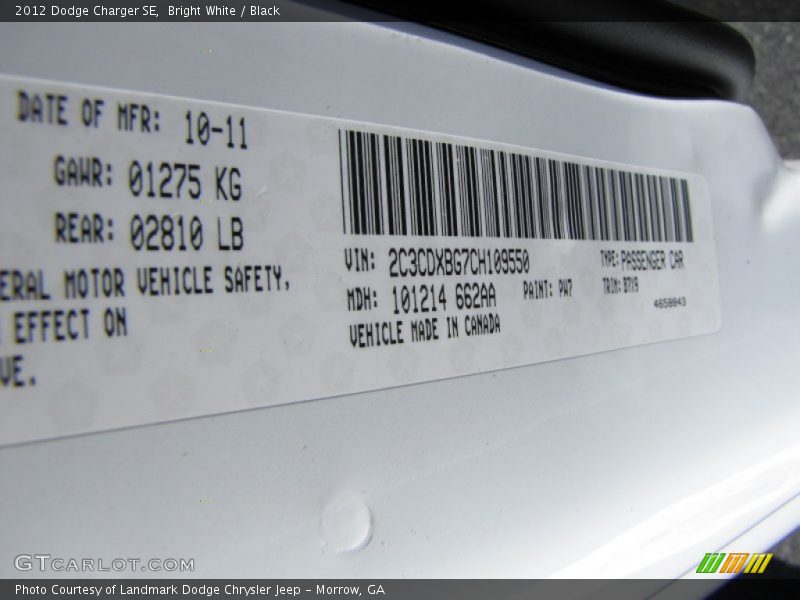 2012 Dodge Charger SE, Bright White / Black
DATE OF MFR: 10-11
GAWR: 01275 KG
REAR: 02810 LB
ERAL MOTOR VEHICLE SAFETY,
EFFECT ON
VE.
VIN: 2C3CDXBG7CH109550
TYPE: PASSENGER CAR
MDH: 101214 662AA
PAINT: PW7
TRIM: B7X9
4658843
VEHICLE MADE IN CANADA
GTCARLOT.COM
Photo Courtesy of Landmark Dodge Chrysler Jeep – Morrow, GA